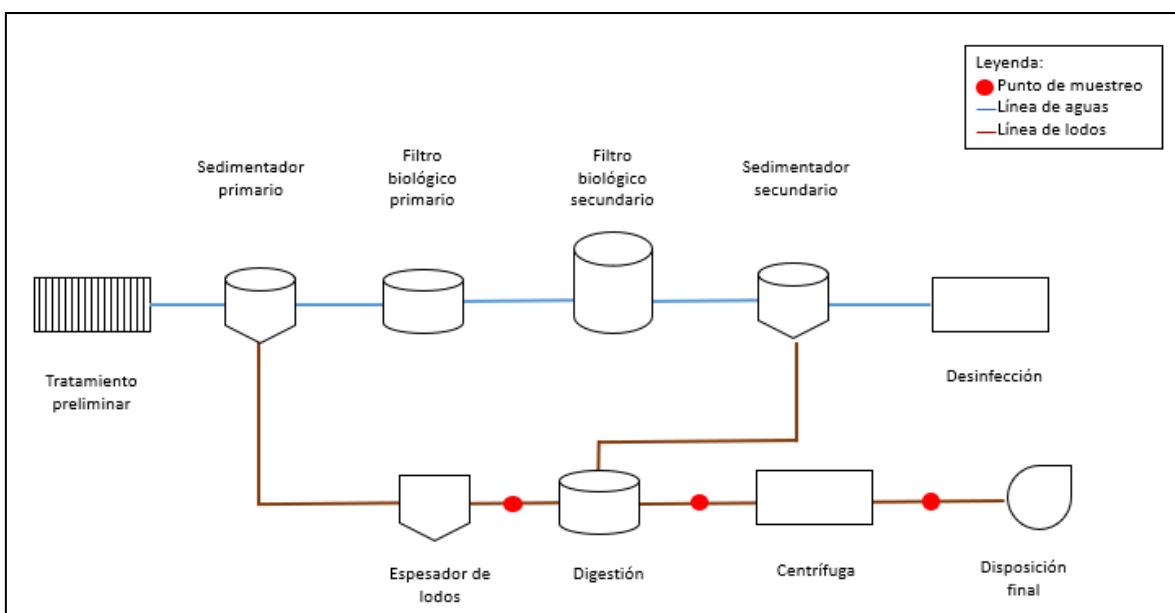 Leyenda:
Punto de muestreo
Línea de aguas
Línea de lodos
Sedimentador
primario
Filtro
biológico
primario
Filtro
biológico
secundario
Sedimentador
secundario
Tratamiento
preliminar
Desinfección
Espesador de
lodos
Digestión
Centrífuga
Disposición
final